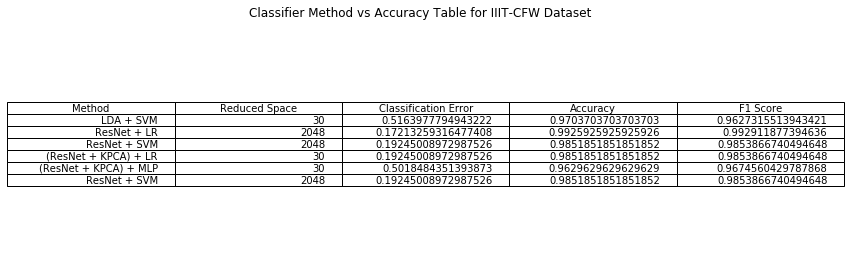 Classifier Method vs Accuracy Table for IIIT-CFW Dataset
Method Reduced Space Classification Error Accuracy F1 Score
LDA + SVM 30 0.5163977794943222 0.9703703703703703 0.9627315513943421
ResNet + LR 2048 0.17213259316477408 0.9925925925925926 0.992911877394636
ResNet + SVM 2048 0.19245008972987526 0.9851851851851852 0.9853866740494648
(ResNet + KPCA) + LR 30 0.19245008972987526 0.9851851851851852 0.9853866740494648
(ResNet + KPCA) + MLP 30 0.5018484351393873 0.9629629629629629 0.9674560429787868
ResNet + SVM 2048 0.19245008972987526 0.9851851851851852 0.9853866740494648